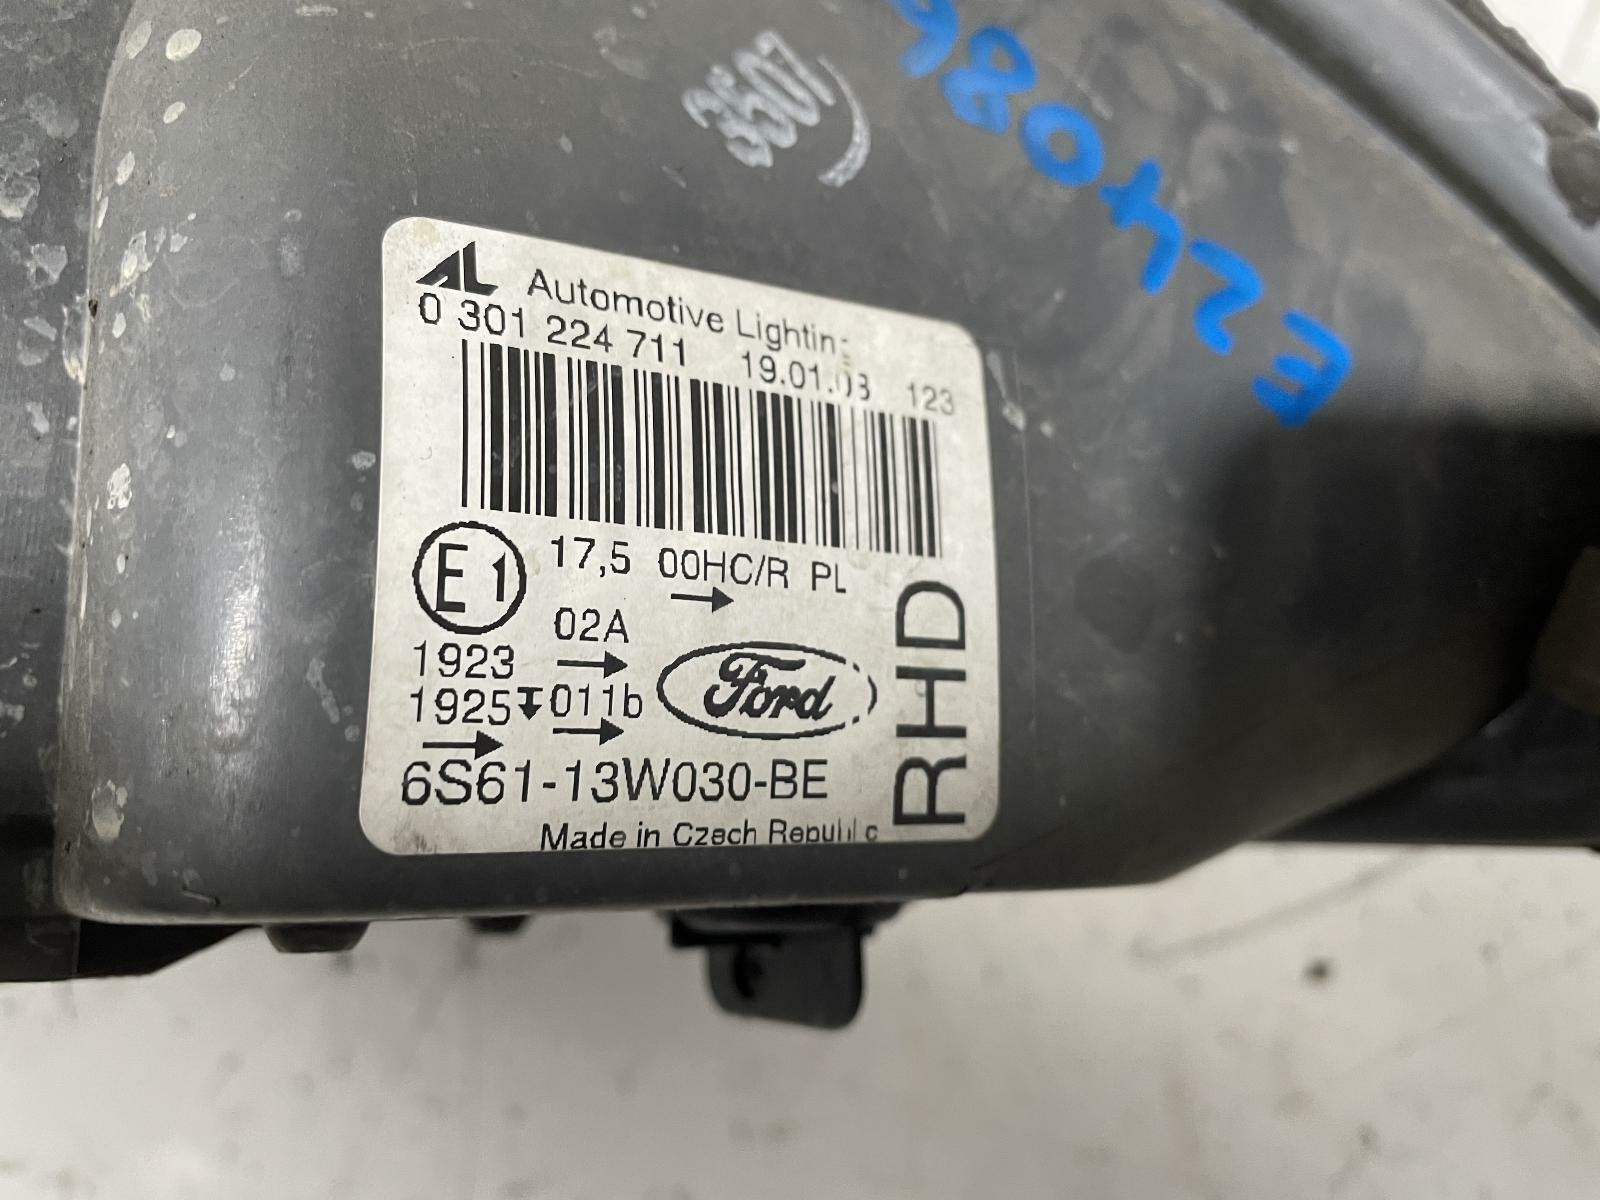 3507
E24086
AL Automotive Lighting
0 301 224 711 19.01.08 123
E1 17,5 00HC/R PL
→
02A
1923 →
1925 011b
→ →
Ford
RHD
6S61-13W030-BE
Made in Czech Republic